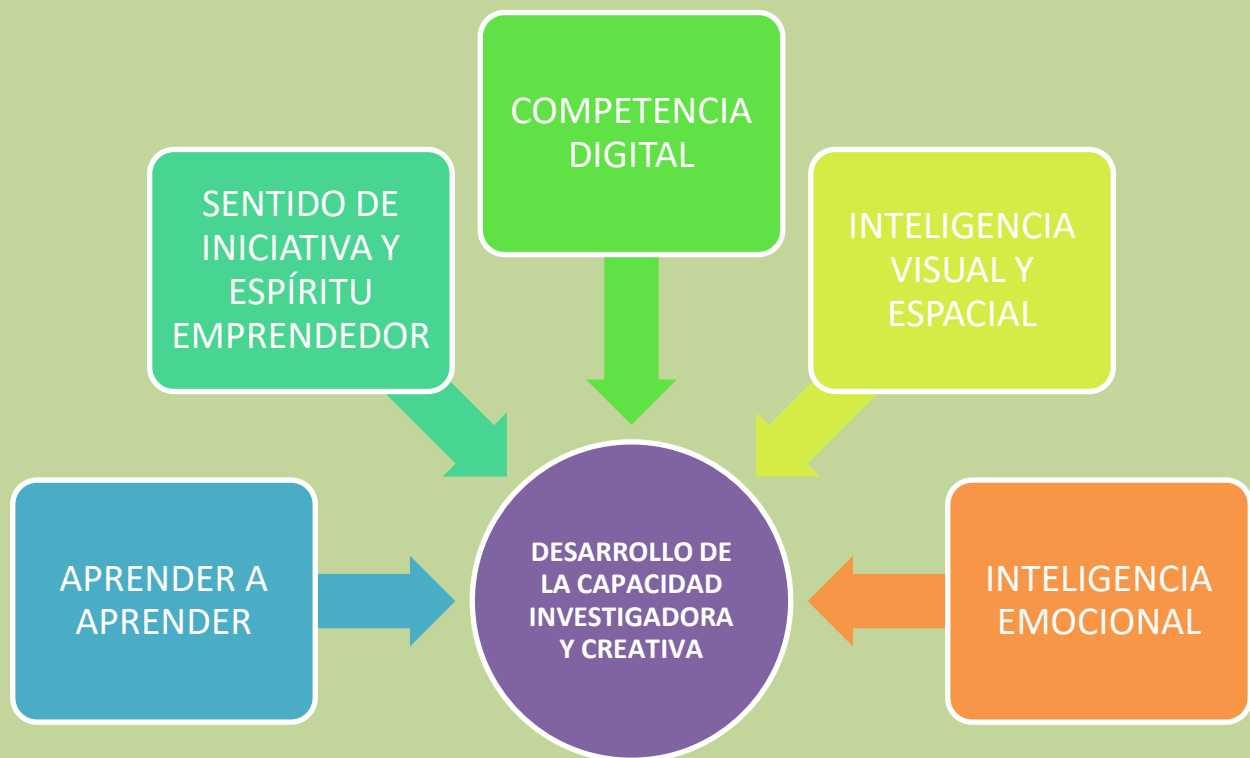 COMPETENCIA
DIGITAL
SENTIDO DE
INICIATIVA Y
ESPÍRITU
EMPRENDEDOR
INTELIGENCIA
VISUAL Y
ESPACIAL
APRENDER A
APRENDER
DESARROLLO DE
LA CAPACIDAD
INVESTIGADORA
Y CREATIVA
INTELIGENCIA
EMOCIONAL